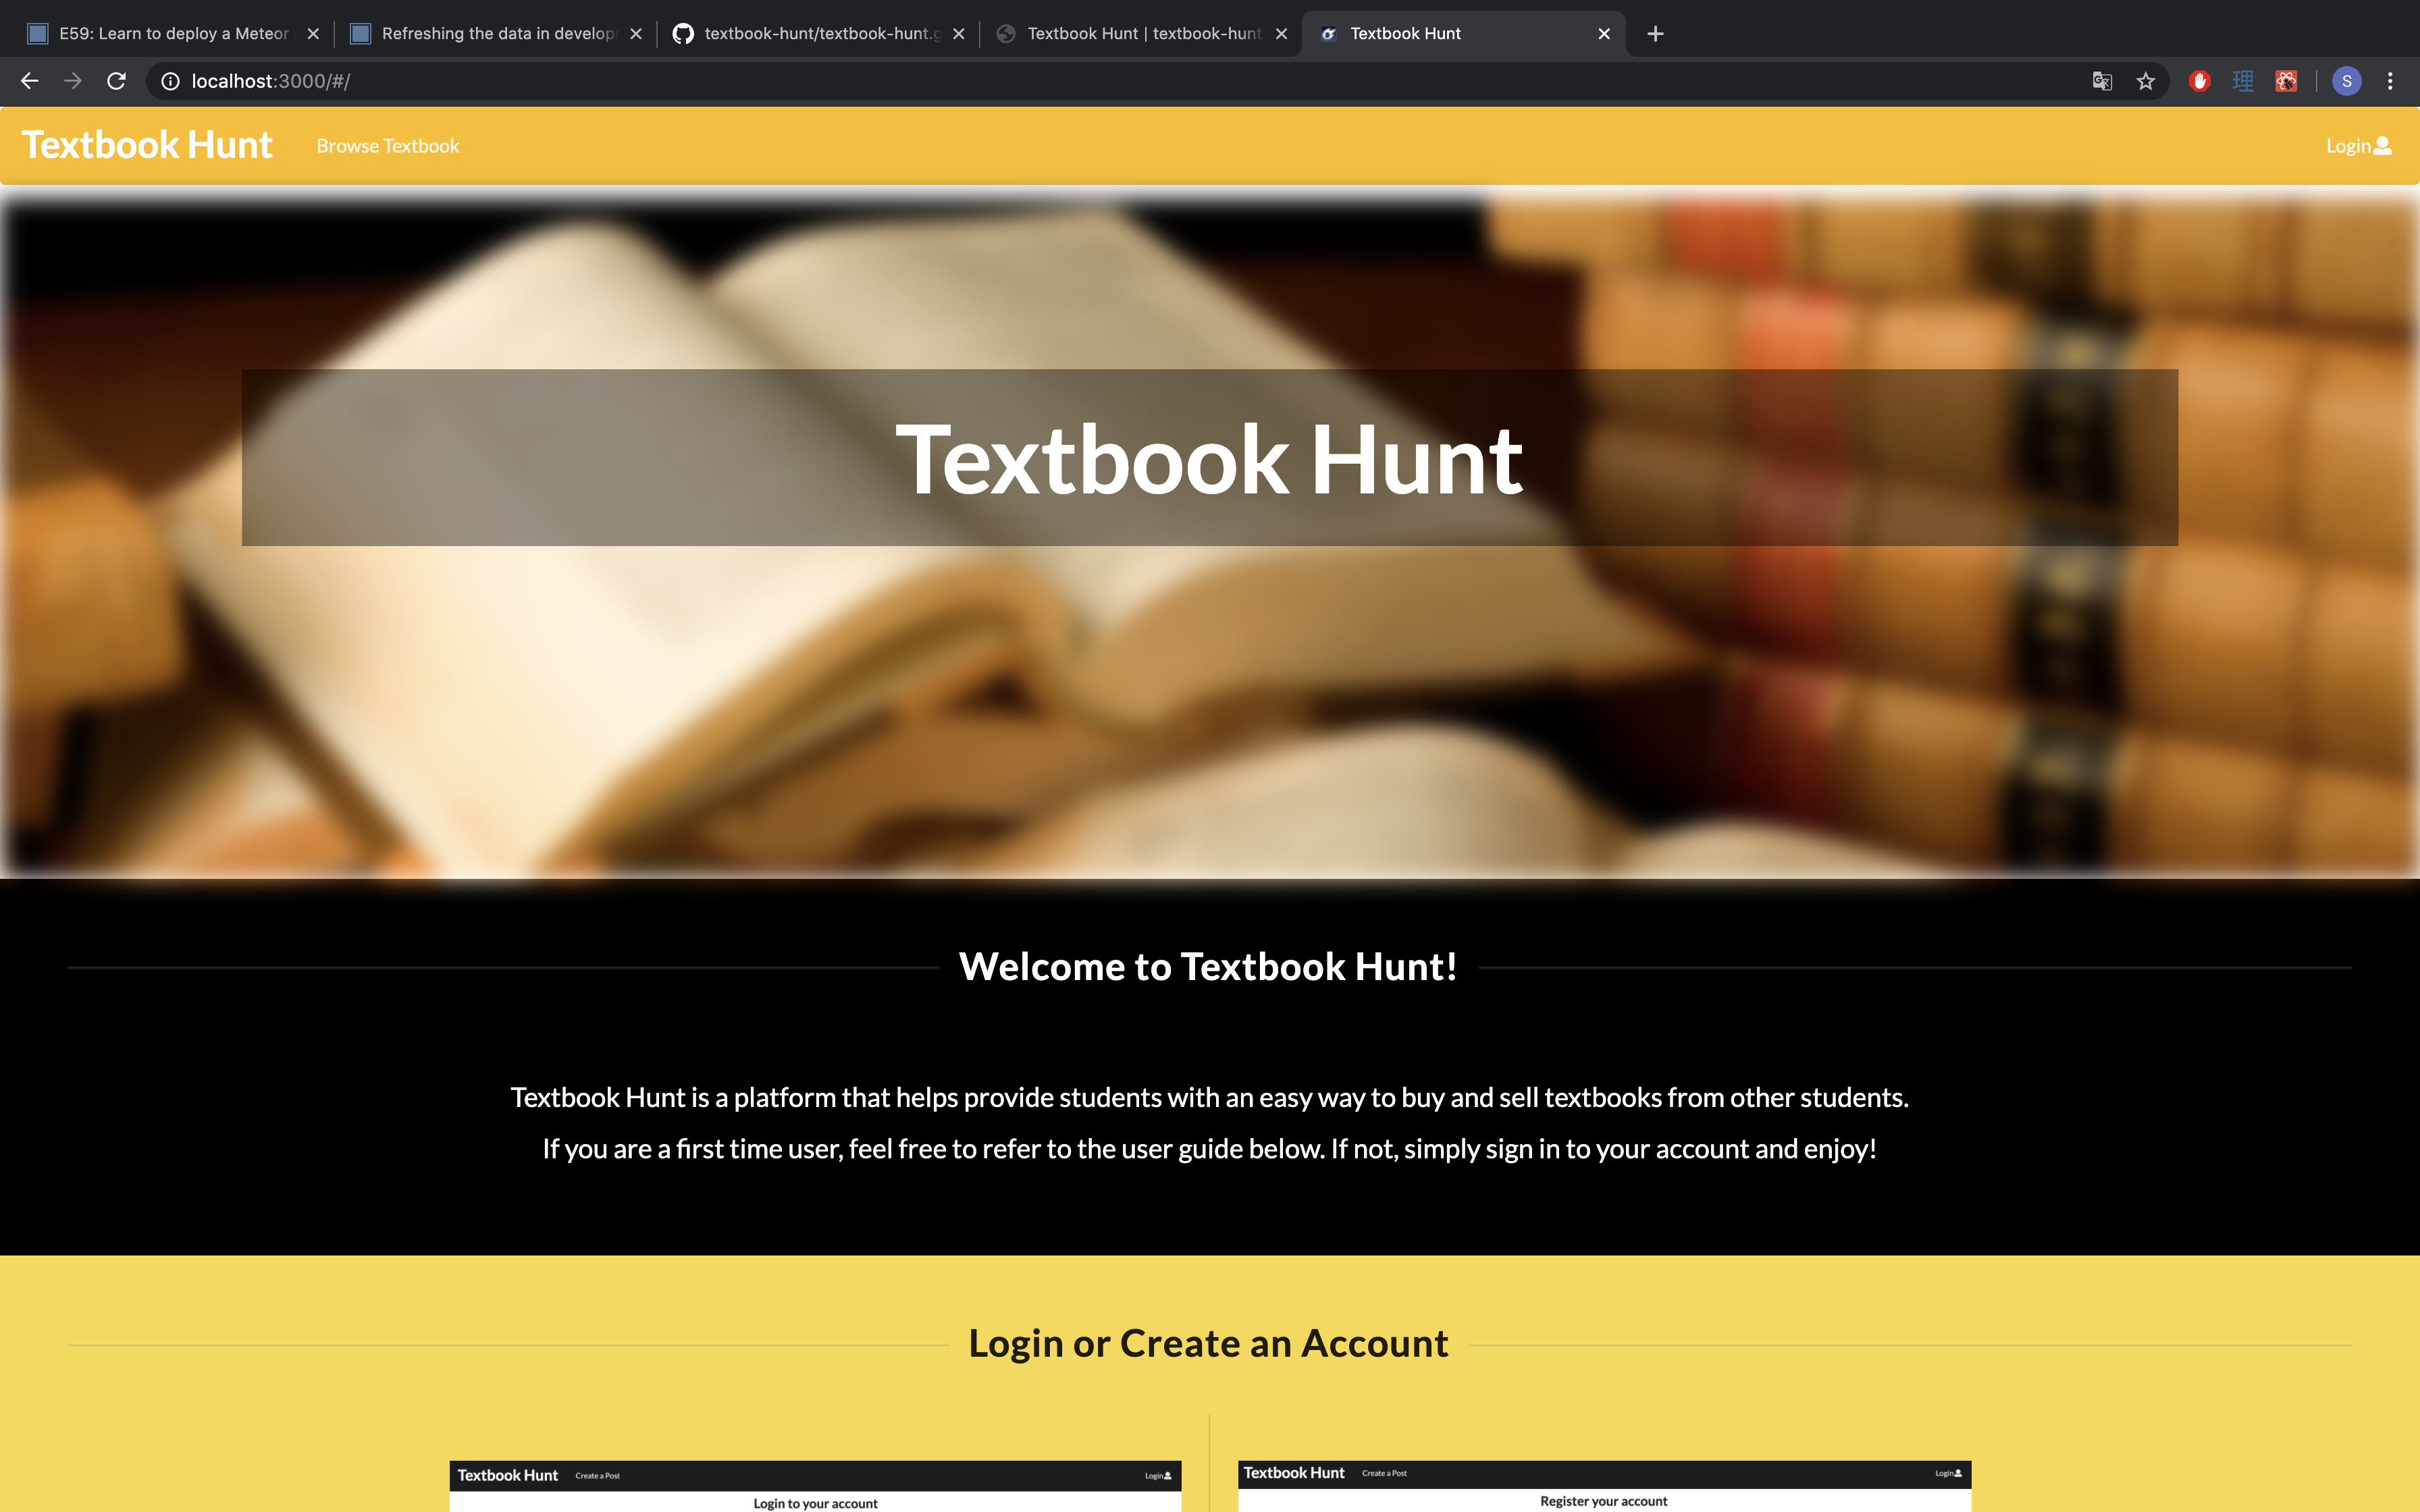 E59: Learn to deploy a Meteor
Refreshing the data in develop
textbook-hunt/textbook-hunt.g
Textbook Hunt | textbook-hunt
Textbook Hunt
localhost:3000/#/
S
Textbook Hunt
Browse Textbook
Login
Textbook Hunt
Welcome to Textbook Hunt!
Textbook Hunt is a platform that helps provide students with an easy way to buy and sell textbooks from other students.
If you are a first time user, feel free to refer to the user guide below. If not, simply sign in to your account and enjoy!
Login or Create an Account
Textbook Hunt Create a Post Login
Login to your account
Textbook Hunt Create a Post Login
Register your account